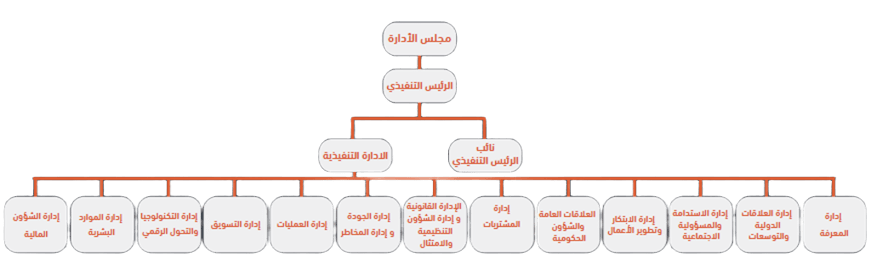 مجلس الأدارة
الرئيس التنفيذي
نائب
الرئيس التنفيذي
الادارة التنفيذية
إدارة
المعرفة
إدارة العلاقات
الدولية
والتوسعات
إدارة الاستدامة
والمسؤولية
الاجتماعية
إدارة الابتكار
وتطوير الأعمال
العلاقات العامة
والشؤون
الحكومية
إدارة
المشتريات
الإدارة القانونية
و إدارة الشؤون
التنظيمية
والامتثال
إدارة الجودة
و إدارة المخاطر
إدارة العمليات
إدارة التسويق
إدارة التكنولوجيا
والتحول الرقمي
إدارة الموارد
البشرية
إدارة الشؤون
المالية